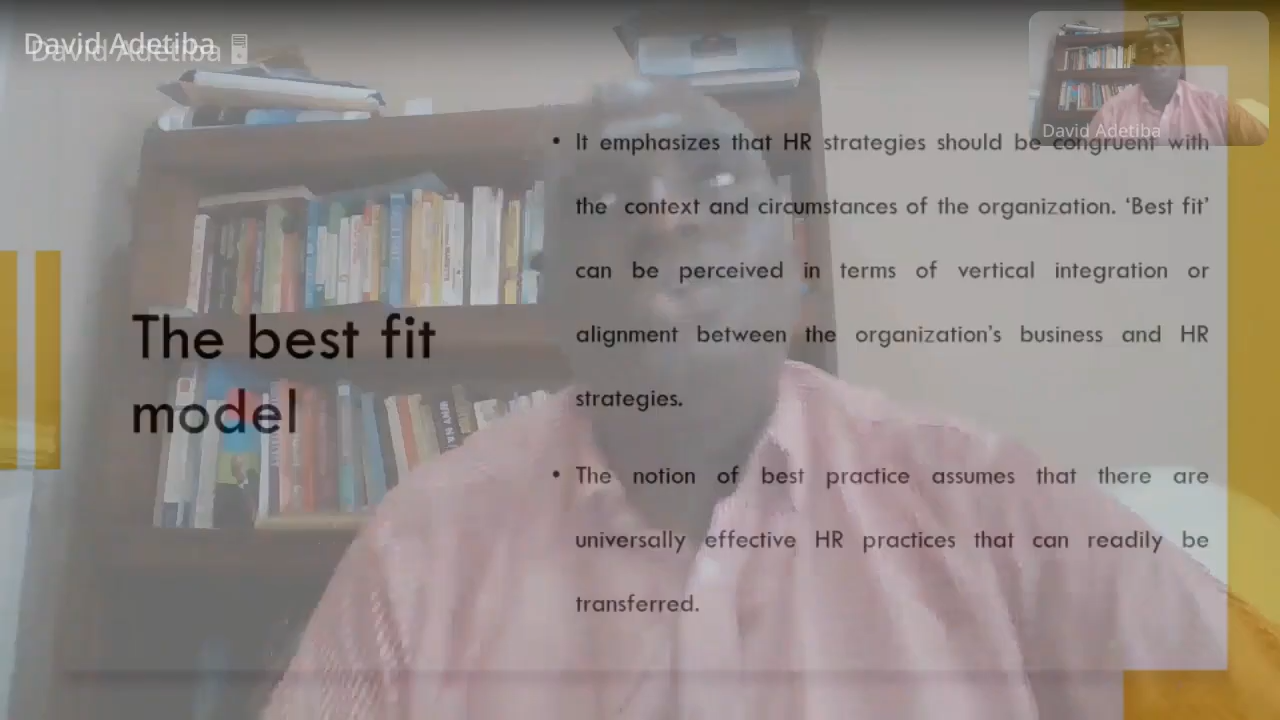 David Adetiba
David Adetiba
David Adetiba
The best fit
model
• It emphasizes that HR strategies should be congruent with
the context and circumstances of the organization. ‘Best fit’
can be perceived in terms of vertical integration or
alignment between the organization’s business and HR
strategies.
• The notion of best practice assumes that there are
universally effective HR practices that can readily be
transferred.